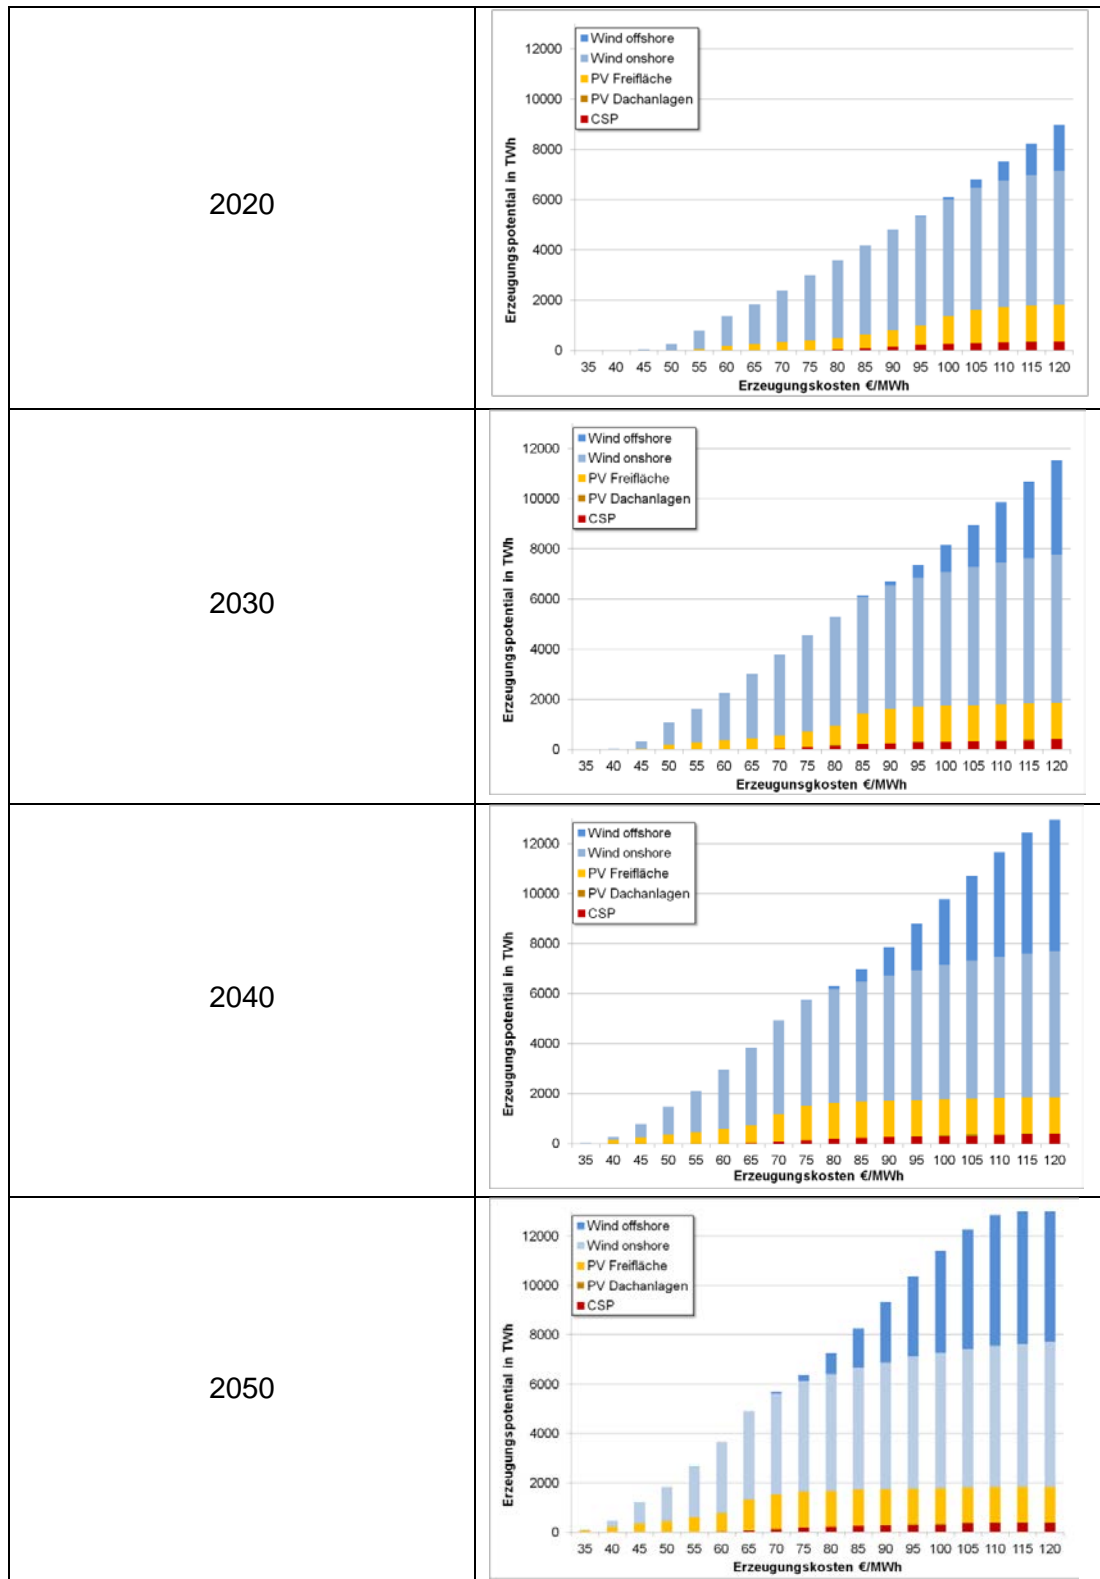 2020
Wind offshore
Wind onshore
PV Freifläche
PV Dachanlagen
CSP
Erzeugungspotential in TWh
12000
10000
8000
6000
4000
2000
0
35 40 45 50 55 60 65 70 75 80 85 90 95 100 105 110 115 120
Erzeugungskosten €/MWh
2030
Wind offshore
Wind onshore
PV Freifläche
PV Dachanlagen
CSP
Erzeugungspotential in TWh
12000
10000
8000
6000
4000
2000
0
35 40 45 50 55 60 65 70 75 80 85 90 95 100 105 110 115 120
Erzeugunsgkosten €/MWh
2040
Wind offshore
Wind onshore
PV Freifläche
PV Dachanlagen
CSP
Erzeugungspotential in TWh
12000
10000
8000
6000
4000
2000
0
35 40 45 50 55 60 65 70 75 80 85 90 95 100 105 110 115 120
Erzeugungskosten €/MWh
2050
Wind offshore
Wind onshore
PV Freifläche
PV Dachanlagen
CSP
Erzeugungspotential in TWh
12000
10000
8000
6000
4000
2000
0
35 40 45 50 55 60 65 70 75 80 85 90 95 100 105 110 115 120
Erzeugungskosten €/MWh